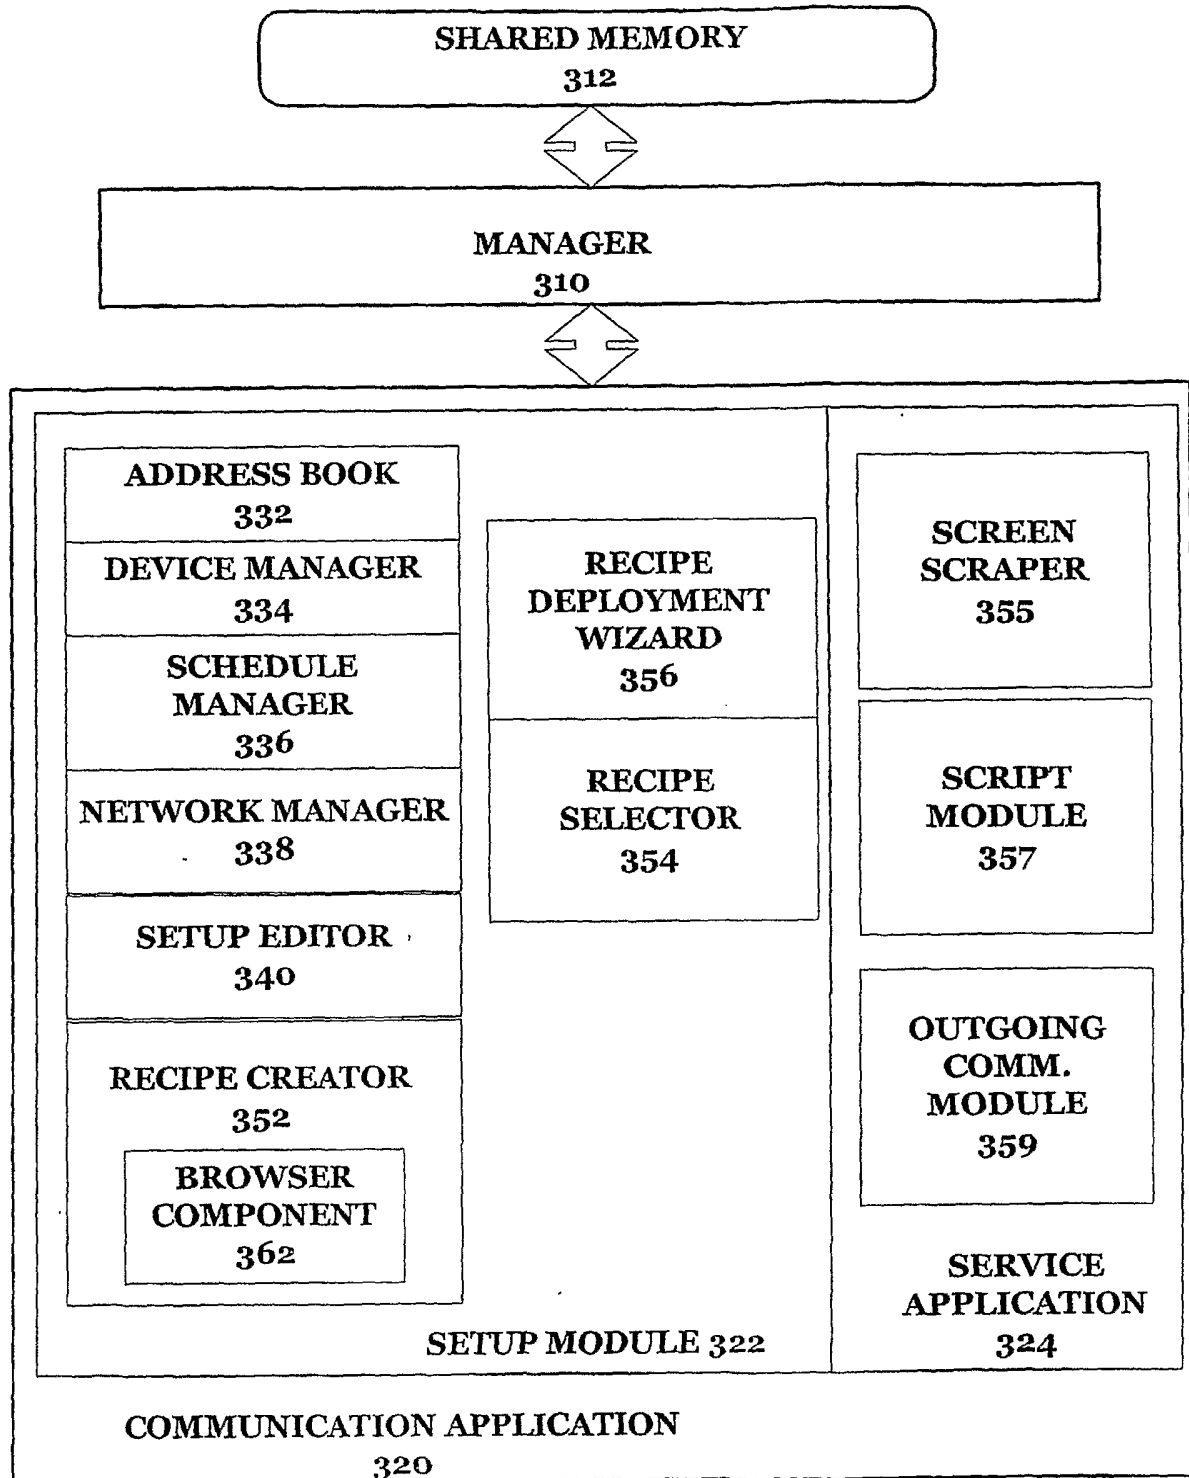 SHARED MEMORY
312
MANAGER
310
ADDRESS BOOK
332
DEVICE MANAGER
334
SCHEDULE
MANAGER
336
NETWORK MANAGER
338
SETUP EDITOR
340
RECIPE CREATOR
352
BROWSER
COMPONENT
362
RECIPE
DEPLOYMENT
WIZARD
356
RECIPE
SELECTOR
354
SETUP MODULE 322
SCREEN
SCRAPER
355
SCRIPT
MODULE
357
OUTGOING
COMM.
MODULE
359
SERVICE
APPLICATION
324
COMMUNICATION APPLICATION
320